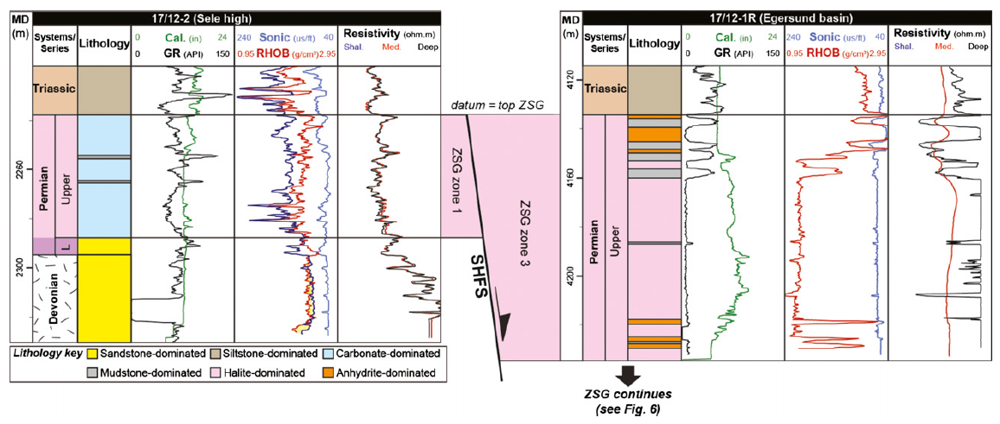 17/12-2 (Sele high)
MD
(m)
Systems/
Series
Lithology
0 Cal. (in) 24
0 GR (API) 150
240 Sonic (us/ft) 40
0.95 RHOB (g/cm³) 2.95
Resistivity (ohm.m)
Shal. Med. Deep
Triassic
Permian
Upper
L
Devonian
2260
2300
Lithology key
Sandstone-dominated
Siltstone-dominated
Carbonate-dominated
Mudstone-dominated
Halite-dominated
Anhydrite-dominated
datum = top ZSG
ZSG zone 1
ZSG zone 3
SHFS
17/12-1R (Egersund basin)
MD
(m)
Systems/
Series
Lithology
0 Cal. (in) 24
0 GR (API) 150
240 Sonic (us/ft) 40
0.95 RHOB (g/cm³) 2.95
Resistivity (ohm.m)
Shal. Med. Deep
Triassic
Permian
Upper
4120
4160
4200
ZSG continues
(see Fig. 6)